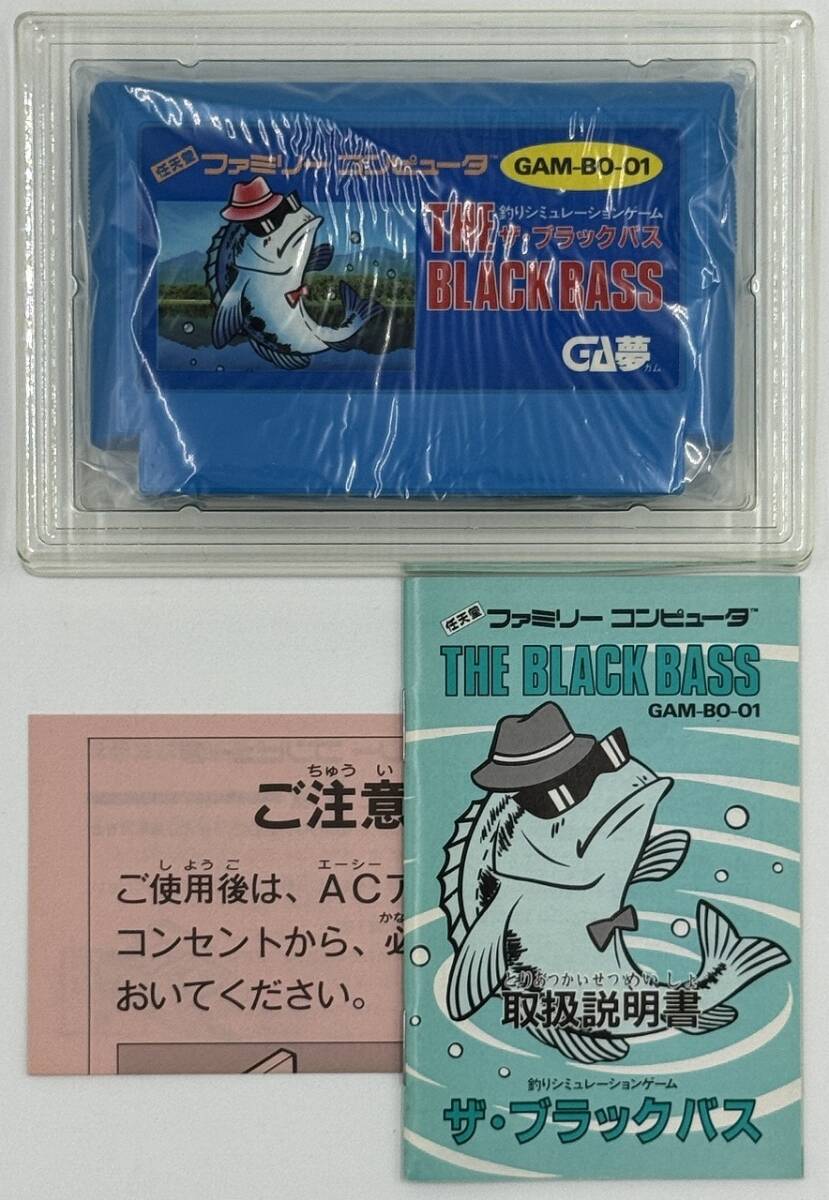 任天堂 ファミリー コンピュータ™ GAM-BO-01
釣りシミュレーションゲーム
THE ザ・ブラックバス
BLACK BASS
GA夢
ガム
任天堂 ファミリー コンピュータ™
THE BLACK BASS
GAM-BO-01
とりあつかいせつめいしょ
取扱説明書
釣りシミュレーションゲーム
ザ・ブラックバス
ちゅうい
ご注意
しようご エーシー
ご使用後は、AC
かな
コンセントから、必
おいてください。